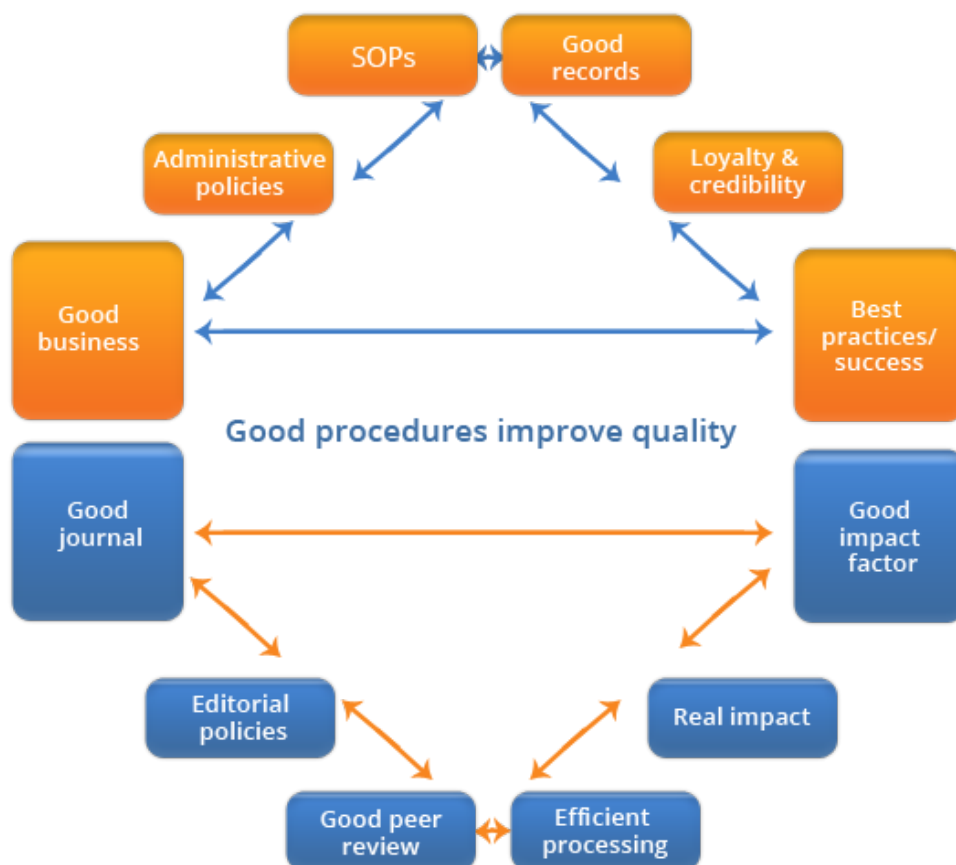 SOPs
Good
records
Administrative
policies
Loyalty &
credibility
Good
business
Best
practices/
success
Good procedures improve quality
Good
journal
Good
impact
factor
Editorial
policies
Real impact
Good peer
review
Efficient
processing